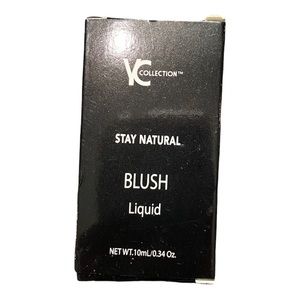 YC COLLECTION™
STAY NATURAL
BLUSH
Liquid
NET WT.10mL/0.34 Oz.